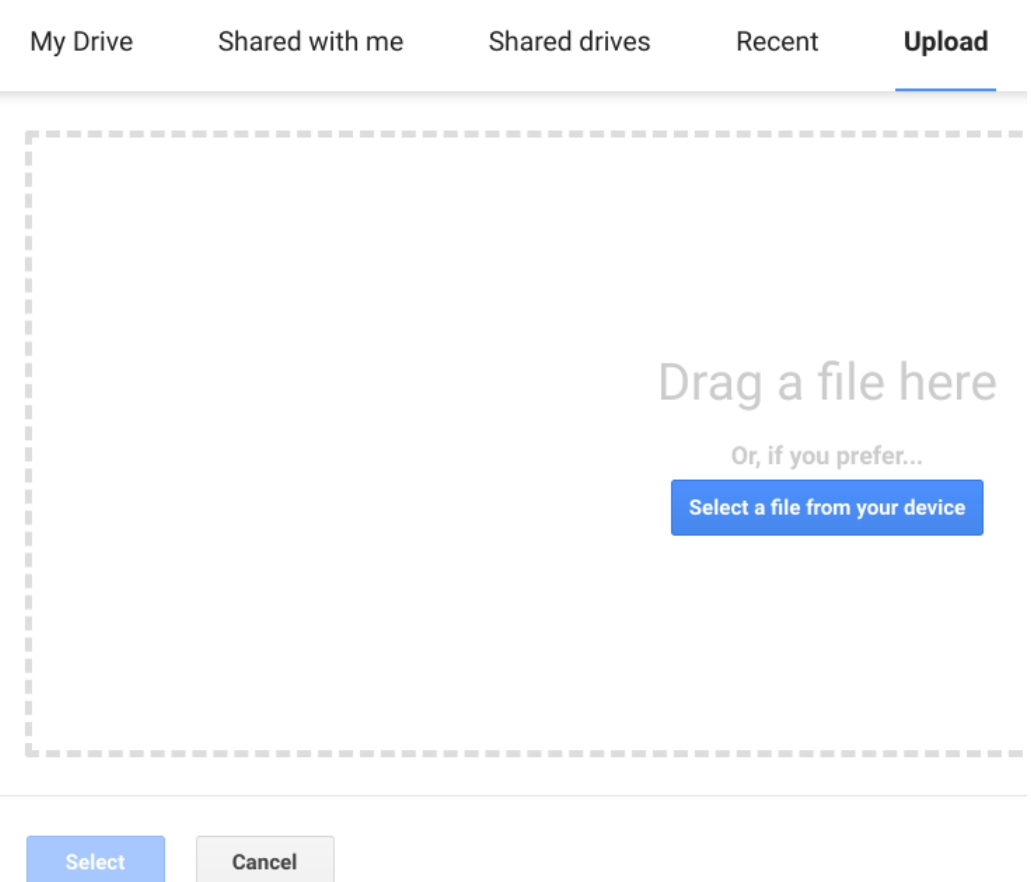 My Drive Shared with me Shared drives Recent Upload
Drag a file here
Or, if you prefer...
Select a file from your device
Select Cancel